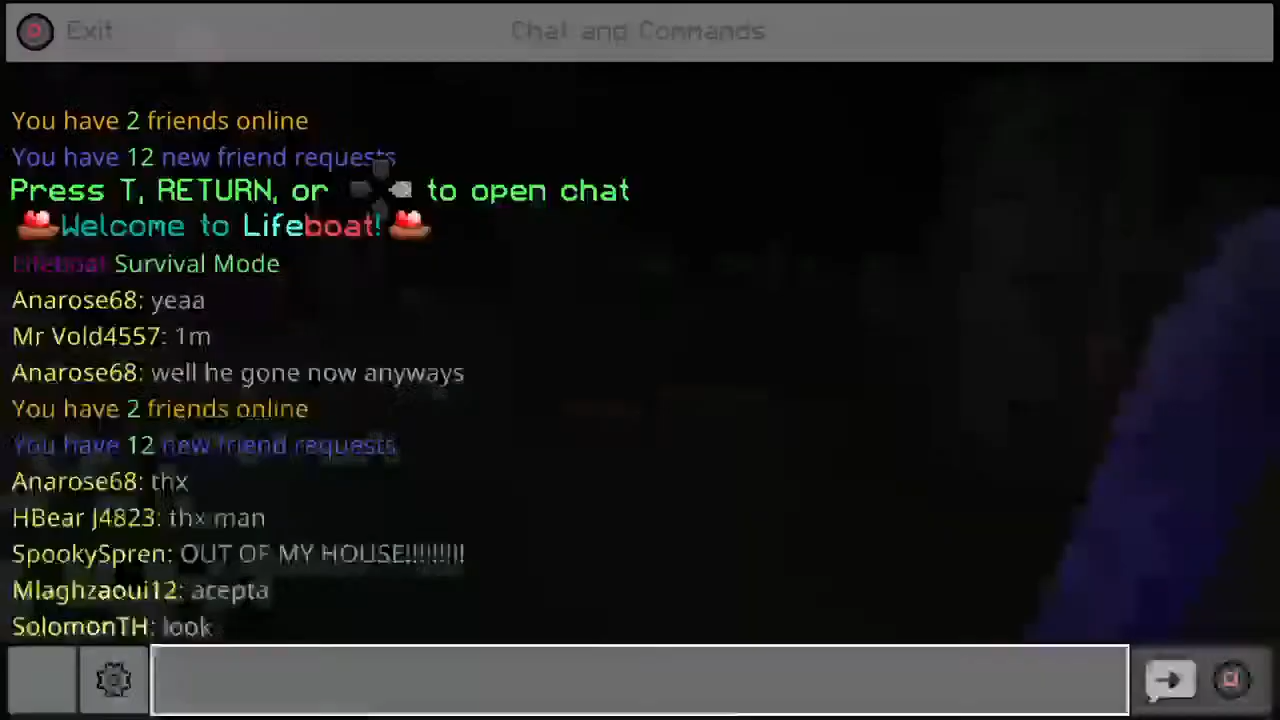 Exit
Chat and Commands
You have 2 friends online
You have 12 new friend requests
Press T, RETURN, or to open chat
Welcome to Lifeboat!
Lifeboat Survival Mode
Anarose68: yeaa
Mr Vold4557: 1m
Anarose68: well he gone now anyways
You have 2 friends online
You have 12 new friend requests
Anarose68: thx
HBear J4823: thx man
SpookySpren: OUT OF MY HOUSE!!!!!!!!!
Mlaghzaoui12: acepta
SolomonTH: look